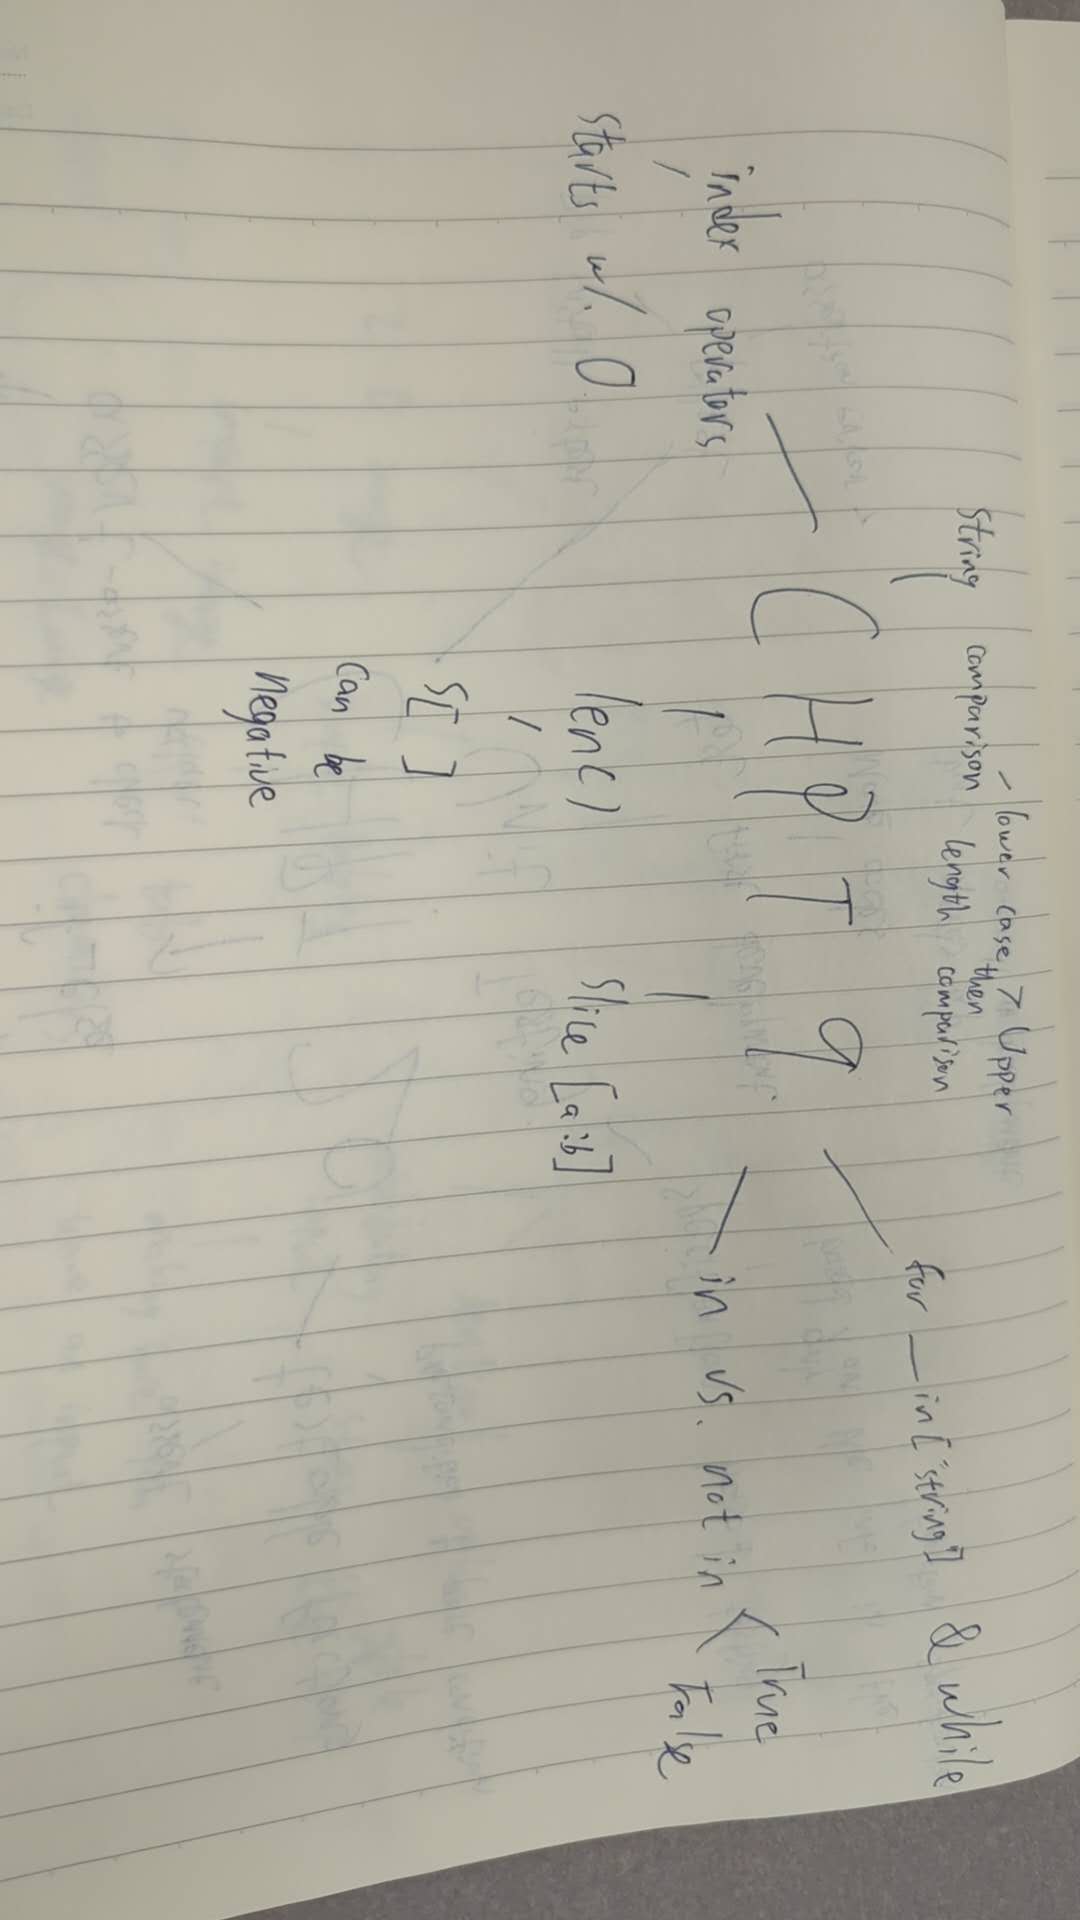 - lower case > Upper
string comparison then
length comparison
for _ in ["string"] & while
CHPT 9
index operators
starts w/ 0
len()
s[ ]
can be
negative
slice [a:b]
in vs. not in < True
False